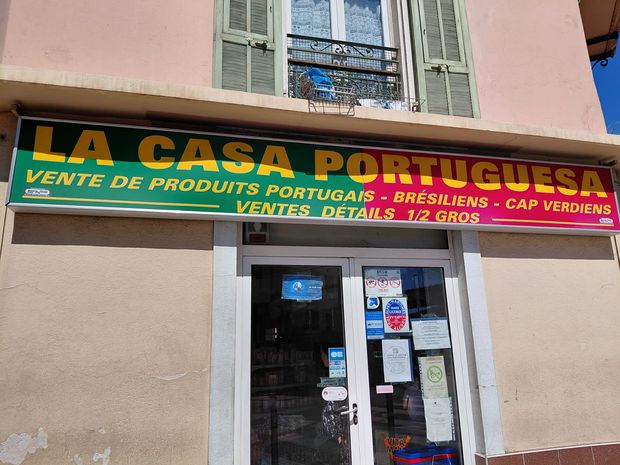 LA CASA PORTUGUESA
VENTE DE PRODUITS PORTUGAIS - BRÉSILIENS - CAP VERDIENS
VENTES DÉTAILS 1/2 GROS